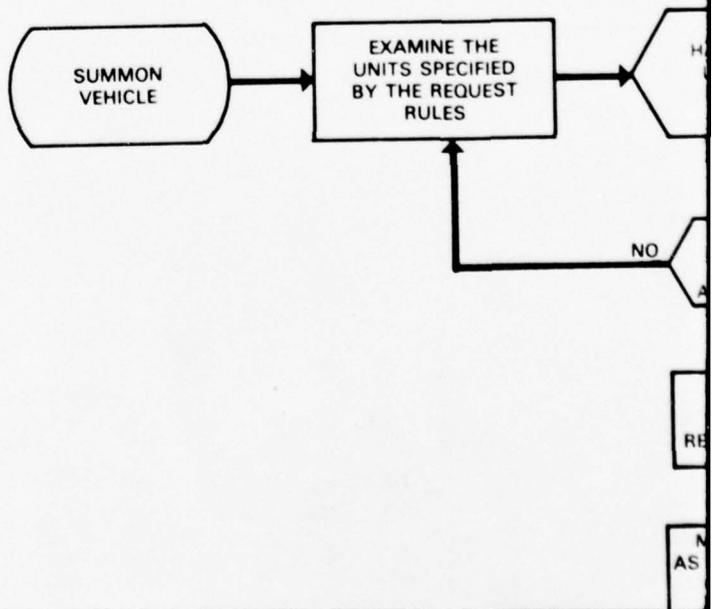 SUMMON
VEHICLE
EXAMINE THE
UNITS SPECIFIED
BY THE REQUEST
RULES
NO
AS